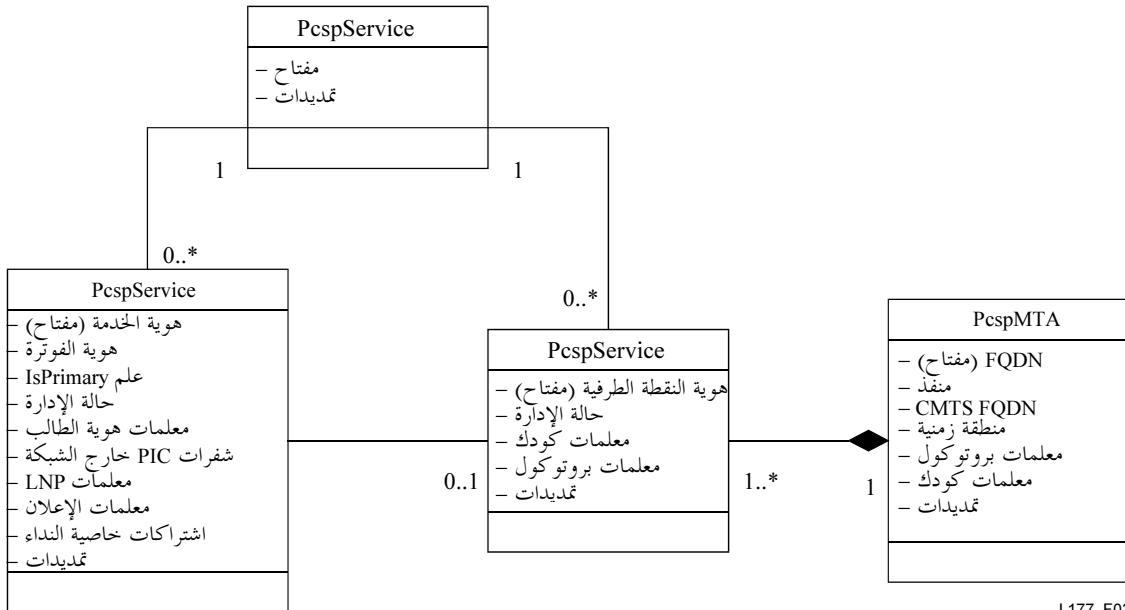 PcspService
– مفتاح
– تمديدات
1
1
0..*
0..*
PcspService
– هوية الخدمة (مفتاح)
– هوية الفوترة
– علم IsPrimary
– حالة الإدارة
– معلمات هوية الطالب
– شفرات PIC خارج الشبكة
– معلمات LNP
– معلمات الإعلان
– اشتراكات خاصية النداء
– تمديدات
0..1
PcspService
– هوية النقطة الطرفية (مفتاح)
– حالة الإدارة
– معلمات كودك
– معلمات بروتوكول
– تمديدات
1..*
1
PcspMTA
– FQDN (مفتاح)
– منفذ
– CMTS FQDN
– منطقة زمنية
– معلمات بروتوكول
– معلمات كودك
– تمديدات